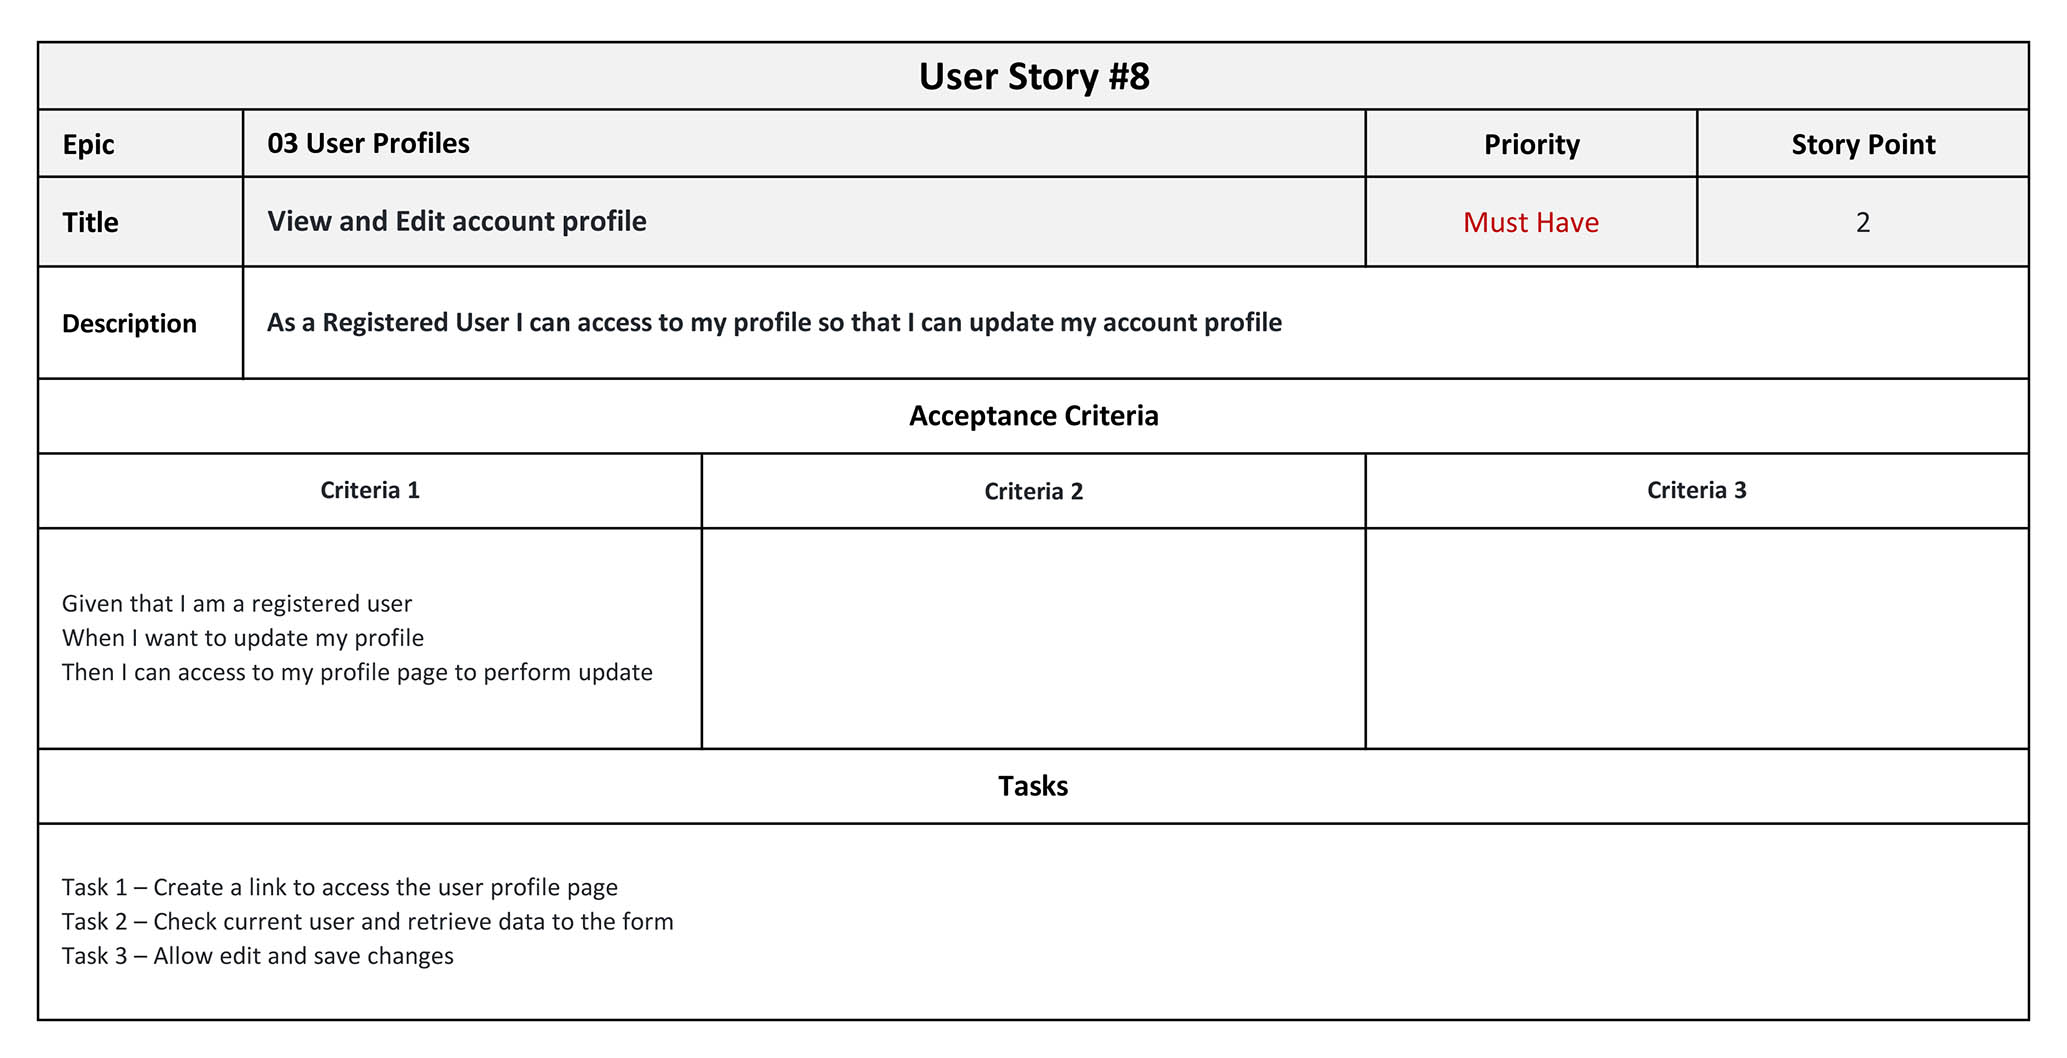 User Story #8
Epic
03 User Profiles
Priority
Story Point
Title
View and Edit account profile
Must Have
2
Description
As a Registered User I can access to my profile so that I can update my account profile
Acceptance Criteria
Criteria 1
Criteria 2
Criteria 3
Given that I am a registered user
When I want to update my profile
Then I can access to my profile page to perform update
Tasks
Task 1 – Create a link to access the user profile page
Task 2 – Check current user and retrieve data to the form
Task 3 – Allow edit and save changes